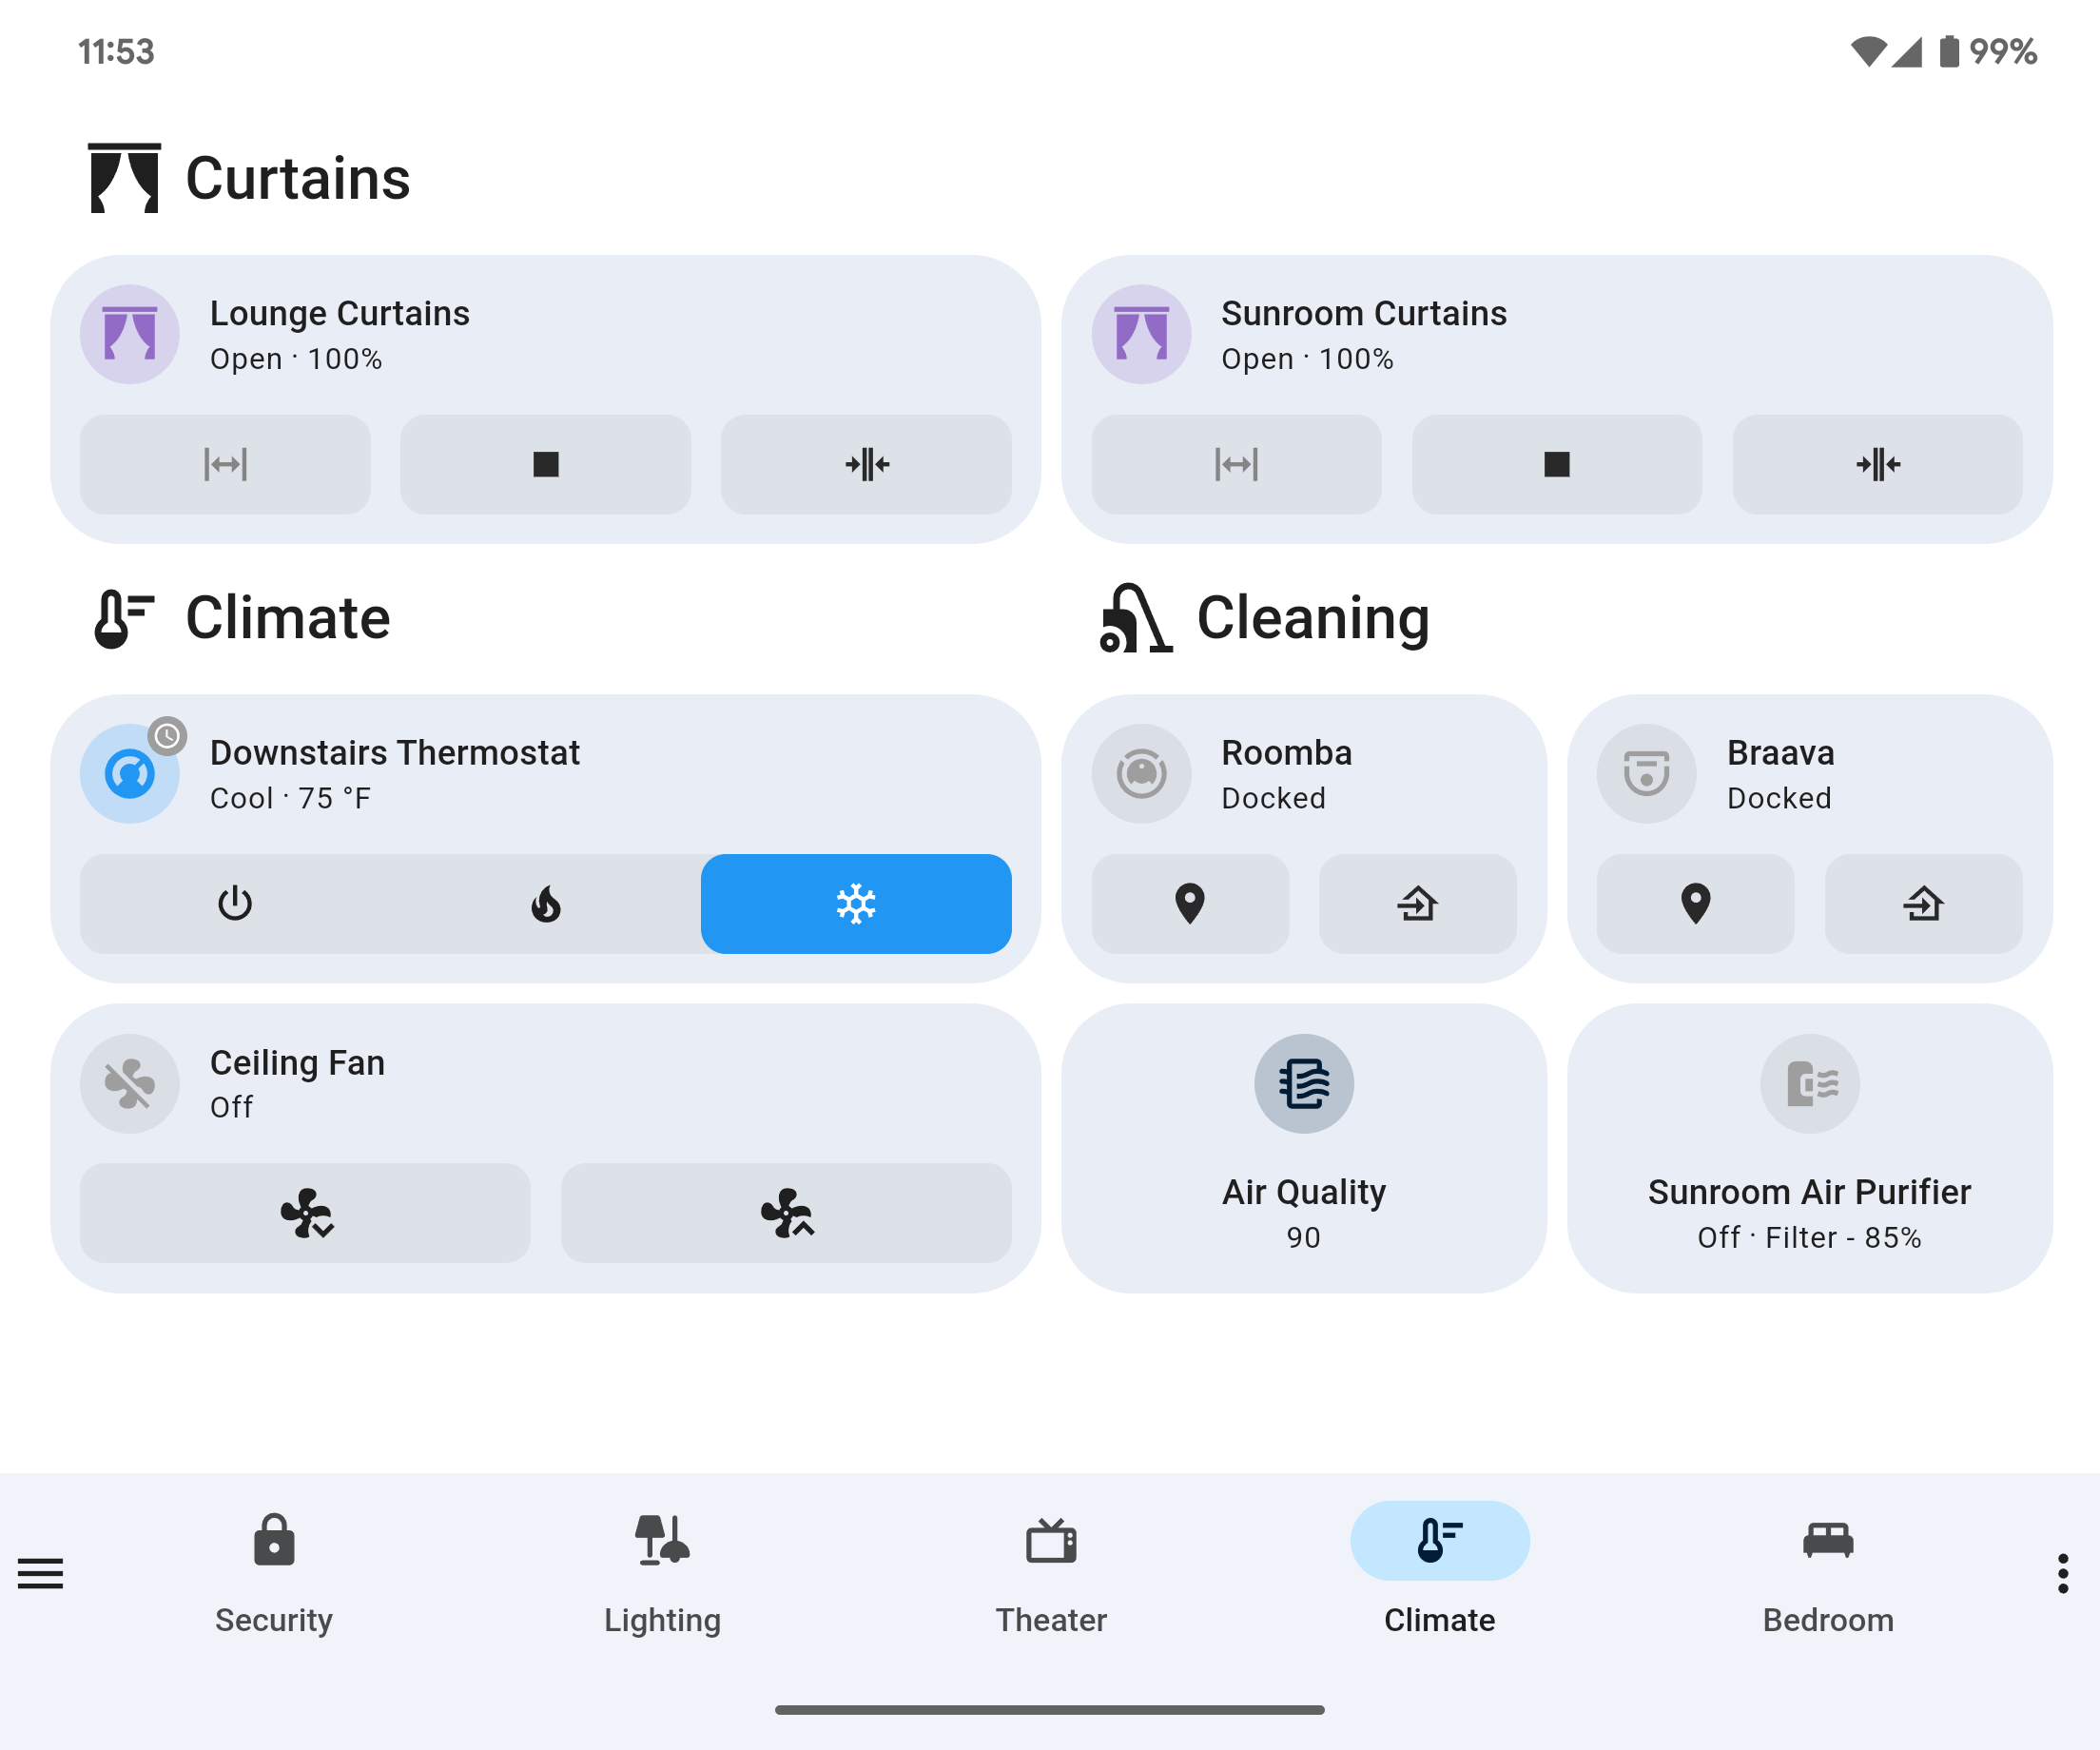 11:53
99%
Curtains
Lounge Curtains
Open · 100%
Sunroom Curtains
Open · 100%
Climate
Cleaning
Downstairs Thermostat
Cool · 75 °F
Roomba
Docked
Braava
Docked
Ceiling Fan
Off
Air Quality
90
Sunroom Air Purifier
Off · Filter - 85%
Security
Lighting
Theater
Climate
Bedroom